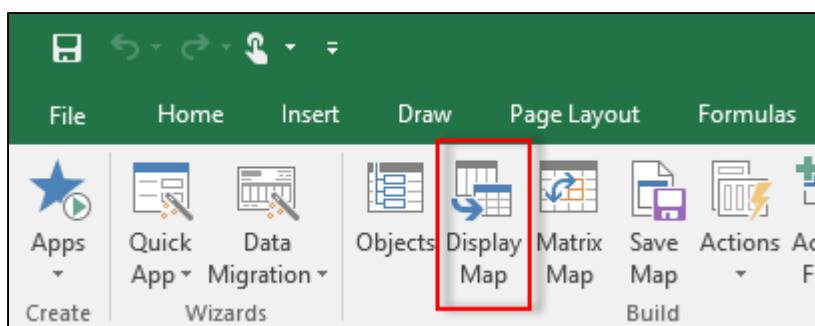 File Home Insert Draw Page Layout Formulas
Apps Quick Data Objects Display Matrix Save Actions
App Migration Map Map Map
Create Wizards Build